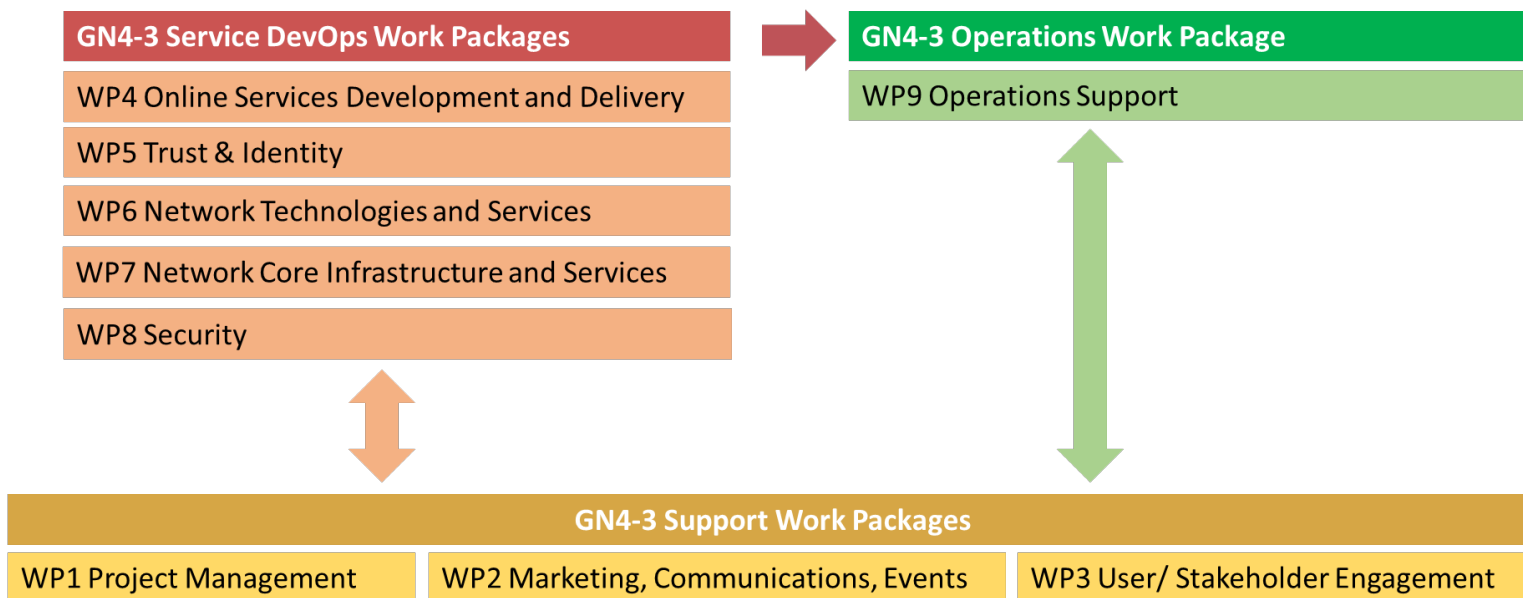 GN4-3 Service DevOps Work Packages
WP4 Online Services Development and Delivery
WP5 Trust & Identity
WP6 Network Technologies and Services
WP7 Network Core Infrastructure and Services
WP8 Security
GN4-3 Operations Work Package
WP9 Operations Support
GN4-3 Support Work Packages
WP1 Project Management
WP2 Marketing, Communications, Events
WP3 User/ Stakeholder Engagement